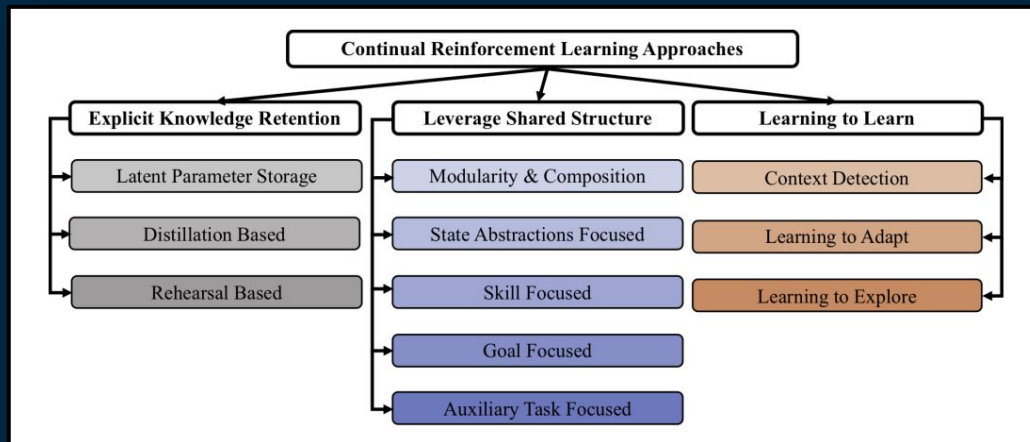 Continual Reinforcement Learning Approaches
Explicit Knowledge Retention
Latent Parameter Storage
Distillation Based
Rehearsal Based
Leverage Shared Structure
Modularity & Composition
State Abstractions Focused
Skill Focused
Goal Focused
Auxiliary Task Focused
Learning to Learn
Context Detection
Learning to Adapt
Learning to Explore